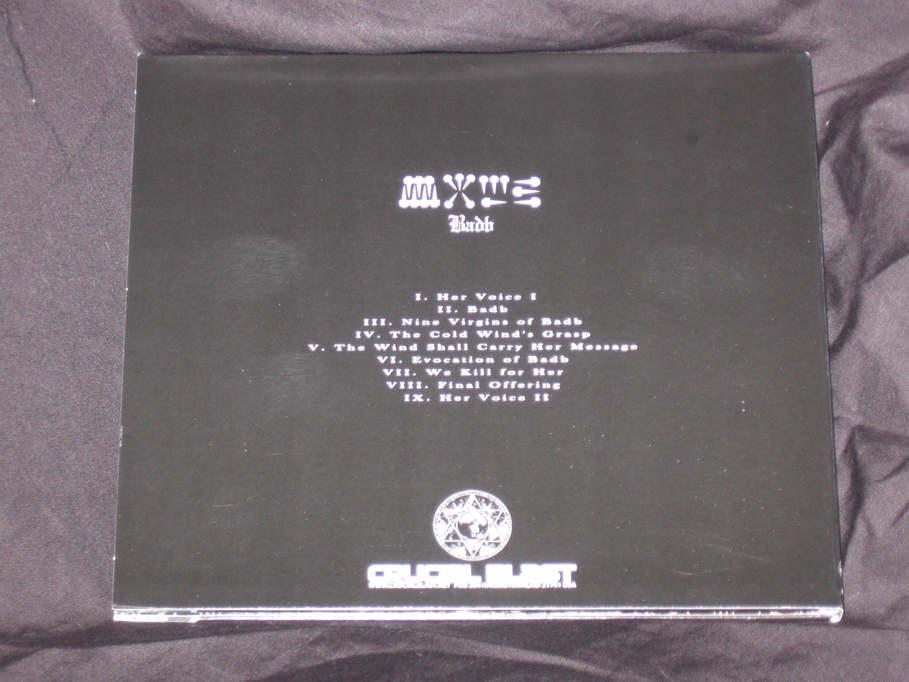 Badb
I. Her Voice I
II. Badb
III. Nine Virgins of Badb
IV. The Cold Wind's Grasp
V. The Wind Shall Carry Her Message
VI. Evocation of Badb
VII. We Kill for Her
VIII. Final Offering
IX. Her Voice II
CRUCIAL BLAST